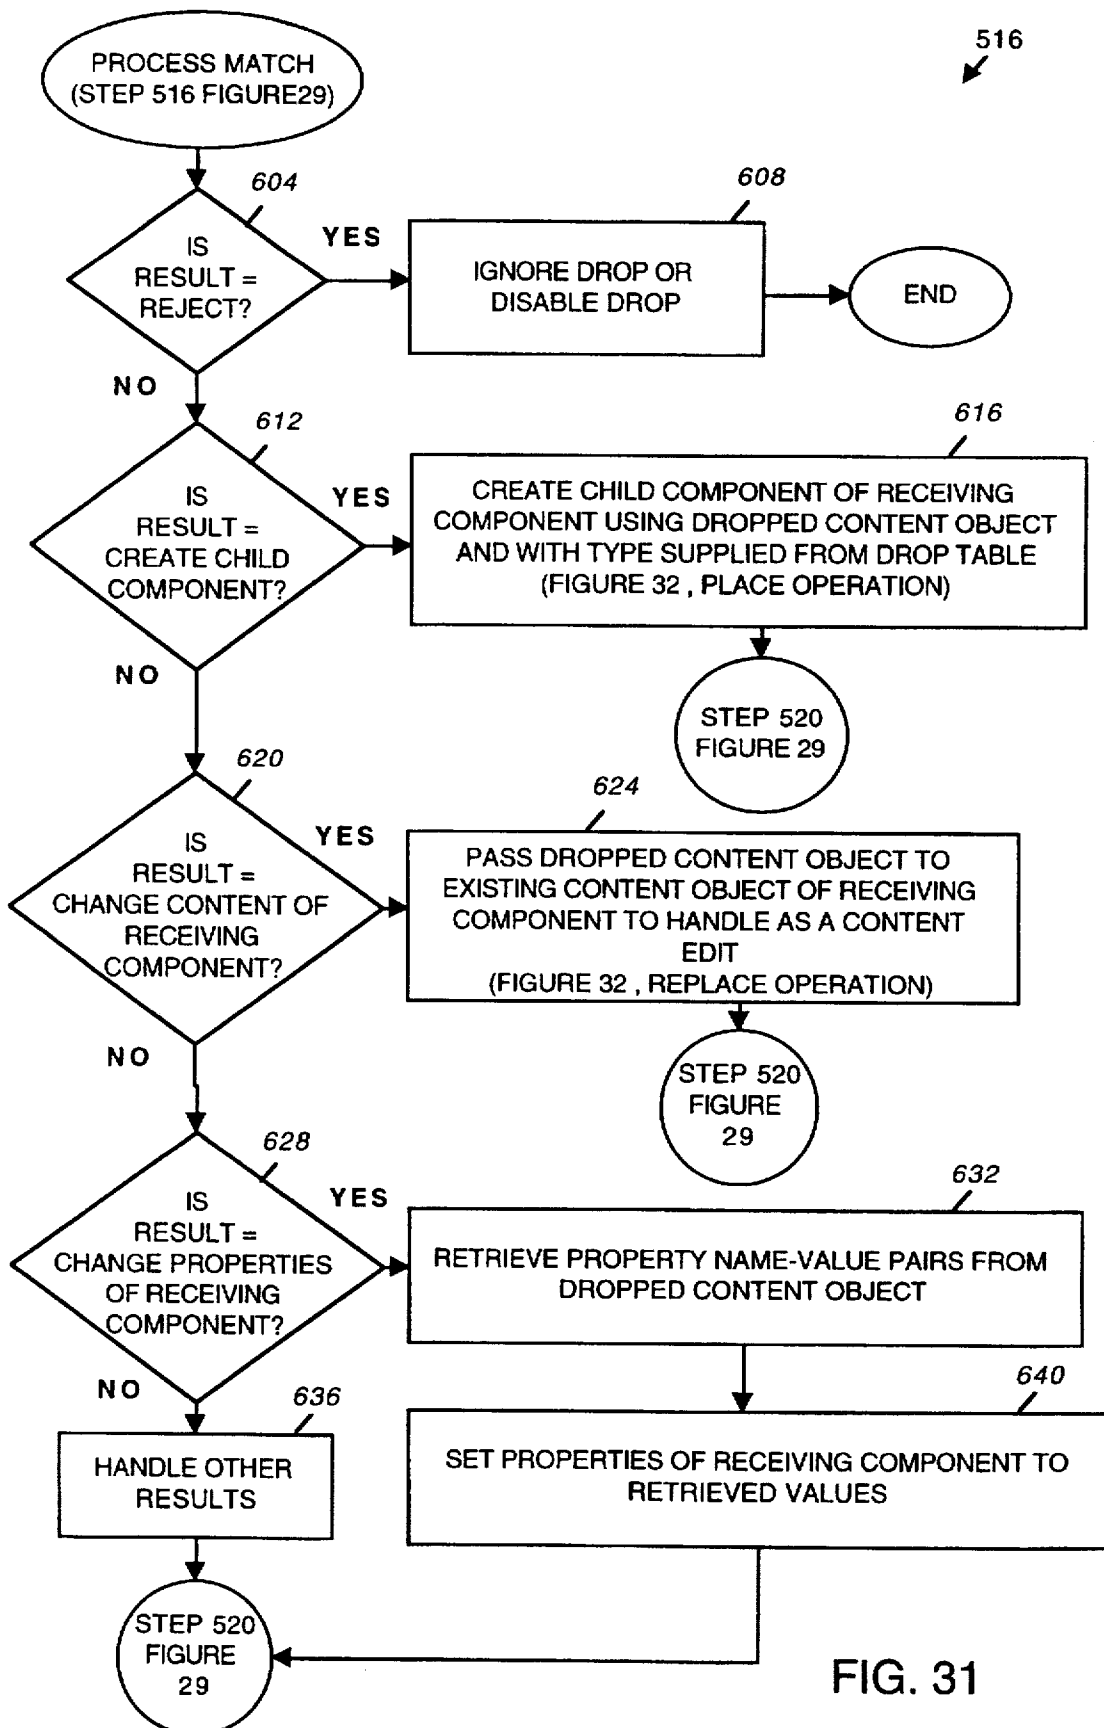 516
PROCESS MATCH
(STEP 516 FIGURE29)
604
IS
RESULT =
REJECT?
YES
608
IGNORE DROP OR
DISABLE DROP
END
NO
612
IS
RESULT =
CREATE CHILD
COMPONENT?
YES
616
CREATE CHILD COMPONENT OF RECEIVING
COMPONENT USING DROPPED CONTENT OBJECT
AND WITH TYPE SUPPLIED FROM DROP TABLE
(FIGURE 32 , PLACE OPERATION)
STEP 520
FIGURE 29
NO
620
IS
RESULT =
CHANGE CONTENT OF
RECEIVING
COMPONENT?
YES
624
PASS DROPPED CONTENT OBJECT TO
EXISTING CONTENT OBJECT OF RECEIVING
COMPONENT TO HANDLE AS A CONTENT
EDIT
(FIGURE 32 , REPLACE OPERATION)
STEP 520
FIGURE
29
NO
628
IS
RESULT =
CHANGE PROPERTIES
OF RECEIVING
COMPONENT?
YES
632
RETRIEVE PROPERTY NAME-VALUE PAIRS FROM
DROPPED CONTENT OBJECT
640
SET PROPERTIES OF RECEIVING COMPONENT TO
RETRIEVED VALUES
NO
636
HANDLE OTHER
RESULTS
STEP 520
FIGURE
29
FIG. 31